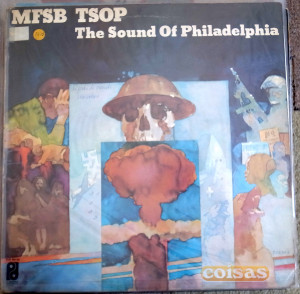 MFSB TSOP
The Sound Of Philadelphia
coisas